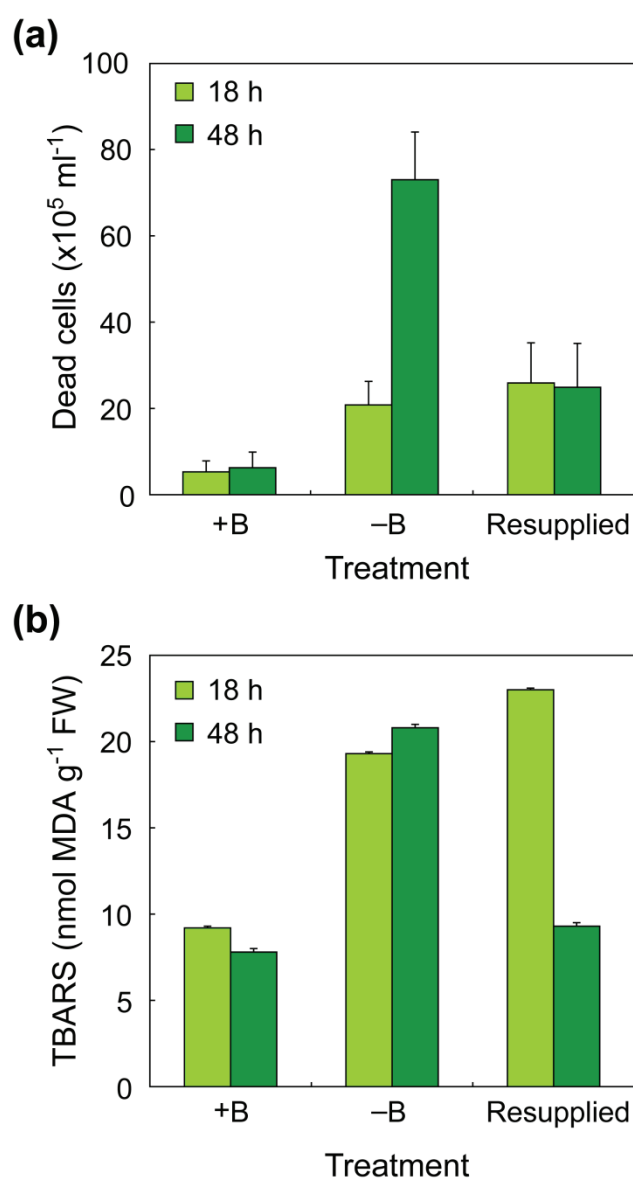 (a)
100
80
60
40
20
0
Dead cells (x10⁵ ml⁻¹)
18 h
48 h
+B
–B
Resupplied
Treatment
(b)
25
20
15
10
5
0
TBARS (nmol MDA g⁻¹ FW)
18 h
48 h
+B
–B
Resupplied
Treatment